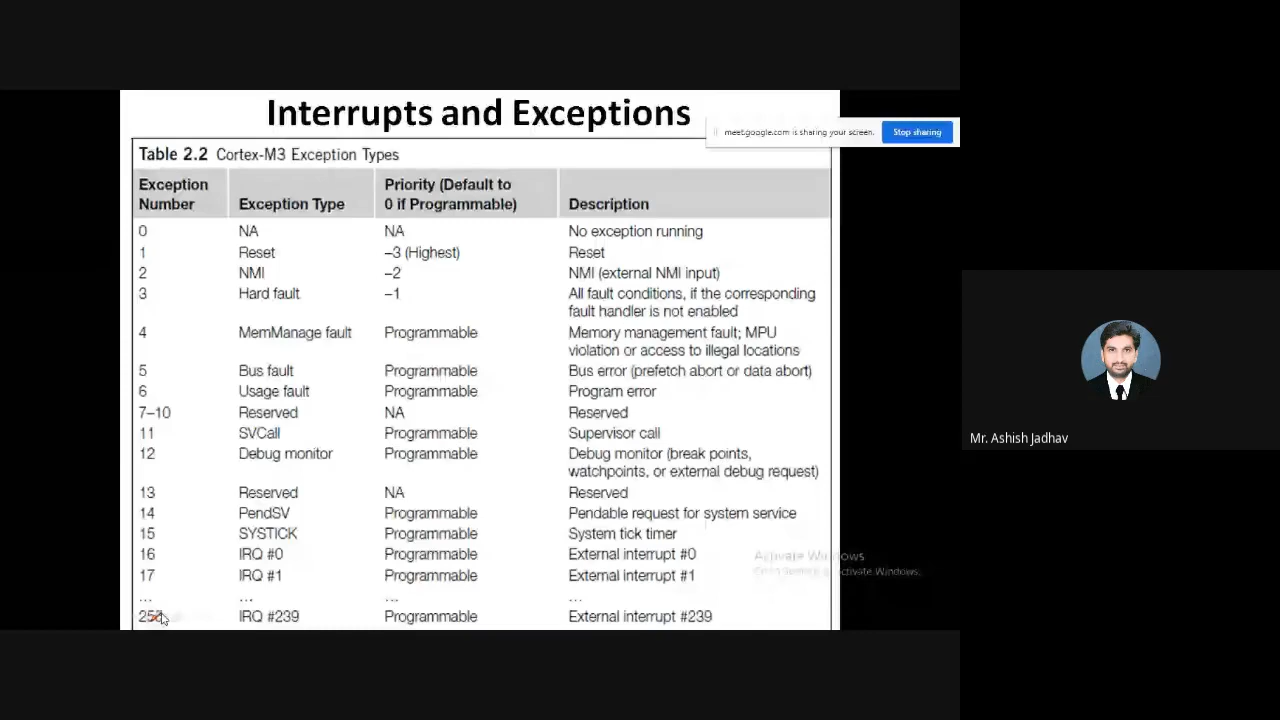 Interrupts and Exceptions
meet.google.com is sharing your screen.
Stop sharing
Table 2.2 Cortex-M3 Exception Types
Exception Number Exception Type Priority (Default to 0 if Programmable) Description
0 NA NA No exception running
1 Reset –3 (Highest) Reset
2 NMI –2 NMI (external NMI input)
3 Hard fault –1 All fault conditions, if the corresponding
fault handler is not enabled
4 MemManage fault Programmable Memory management fault; MPU
violation or access to illegal locations
5 Bus fault Programmable Bus error (prefetch abort or data abort)
6 Usage fault Programmable Program error
7–10 Reserved NA Reserved
11 SVCall Programmable Supervisor call
12 Debug monitor Programmable Debug monitor (break points,
watchpoints, or external debug request)
13 Reserved NA Reserved
14 PendSV Programmable Pendable request for system service
15 SYSTICK Programmable System tick timer
16 IRQ #0 Programmable External interrupt #0
17 IRQ #1 Programmable External interrupt #1
… … … …
IRQ #239 Programmable External interrupt #239
Activate Windows
Mr. Ashish Jadhav